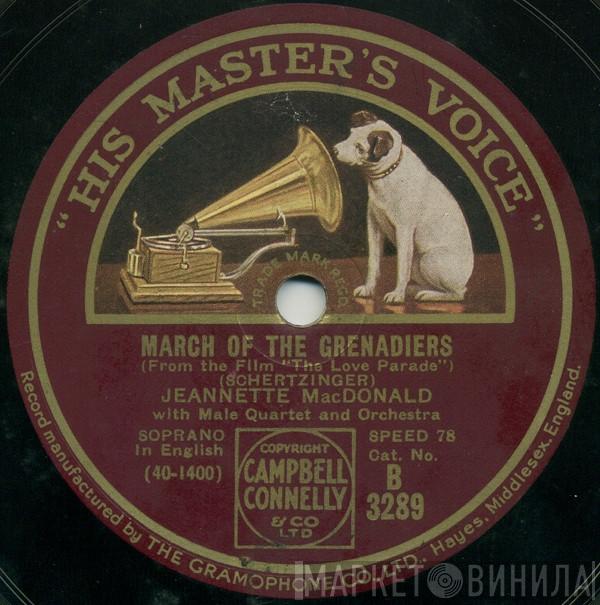 "HIS MASTER'S VOICE"
TRADE MARK REGD.
MARCH OF THE GRENADIERS
(From the Film "The Love Parade")
(SCHERTZINGER)
JEANNETTE MacDONALD
with Male Quartet and Orchestra
SOPRANO
In English
(40-1400)
COPYRIGHT
CAMPBELL
CONNELLY
& CO
LTD
SPEED 78
Cat. No.
B
3289
Record manufactured by THE GRAMOPHONE CO., LTD., Hayes, Middlesex, England.
МАРКЕТ ВИНИЛА